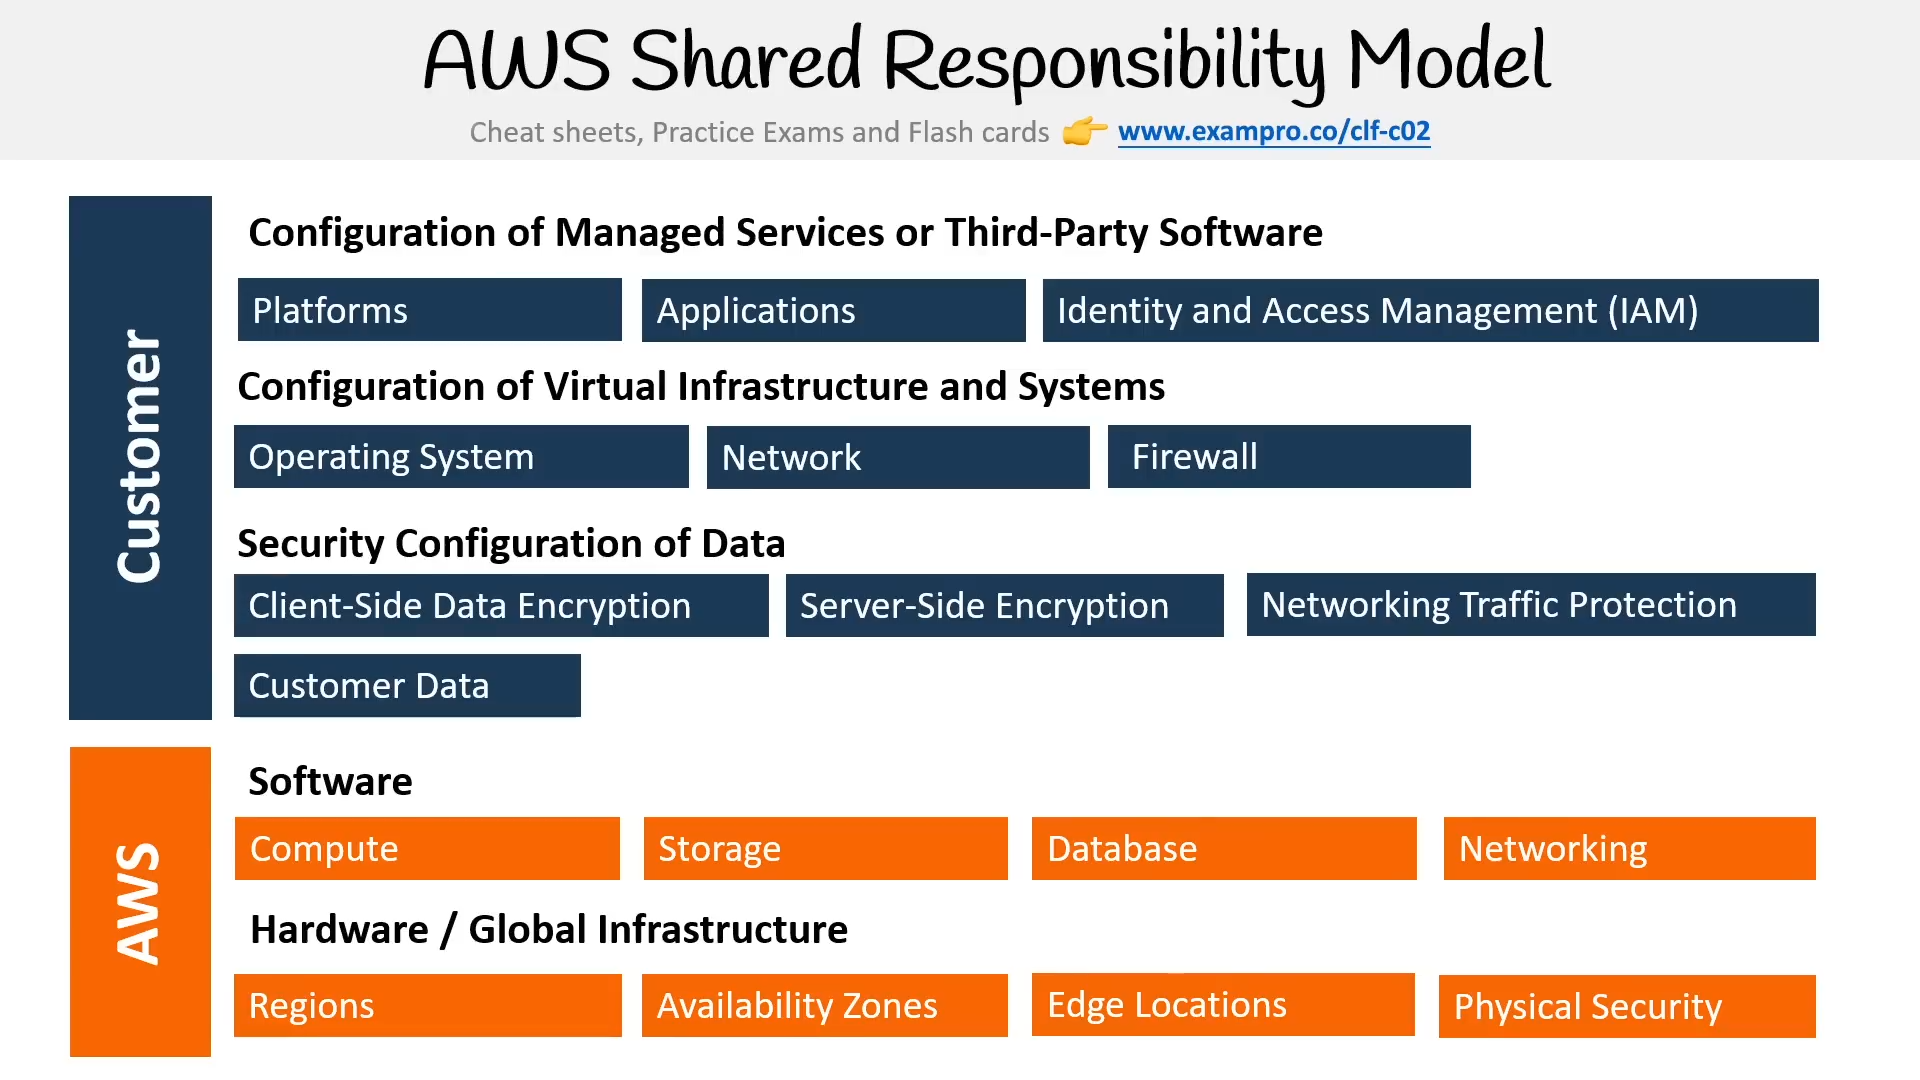 AWS Shared Responsibility Model
Cheat sheets, Practice Exams and Flash cards 👉 www.exampro.co/clf-c02
Customer
Configuration of Managed Services or Third-Party Software
Platforms Applications Identity and Access Management (IAM)
Configuration of Virtual Infrastructure and Systems
Operating System Network Firewall
Security Configuration of Data
Client-Side Data Encryption Server-Side Encryption Networking Traffic Protection
Customer Data
AWS
Software
Compute Storage Database Networking
Hardware / Global Infrastructure
Regions Availability Zones Edge Locations Physical Security